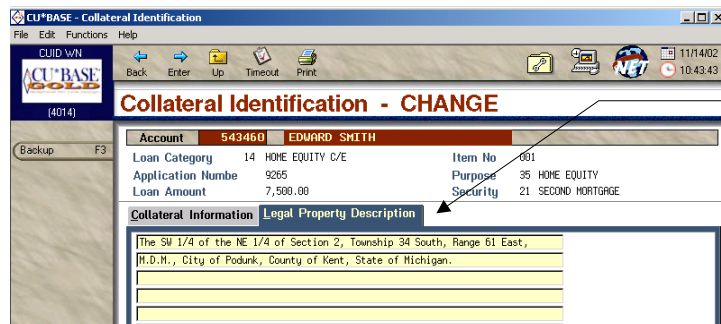 CU*BASE - Collateral Identification
File Edit Functions Help
CUID WN
CU*BASE
GOLD
(4014)
Back Enter Up Timeout Print
NET
11/14/02
10:43:43
Collateral Identification - CHANGE
Backup F3
Account 543460 EDWARD SMITH
Loan Category 14 HOME EQUITY C/E Item No 001
Application Numbe 9265 Purpose 35 HOME EQUITY
Loan Amount 7,500.00 Security 21 SECOND MORTGAGE
Collateral Information Legal Property Description
The SW 1/4 of the NE 1/4 of Section 2, Township 34 South, Range 61 East,
M.D.M., City of Podunk, County of Kent, State of Michigan.